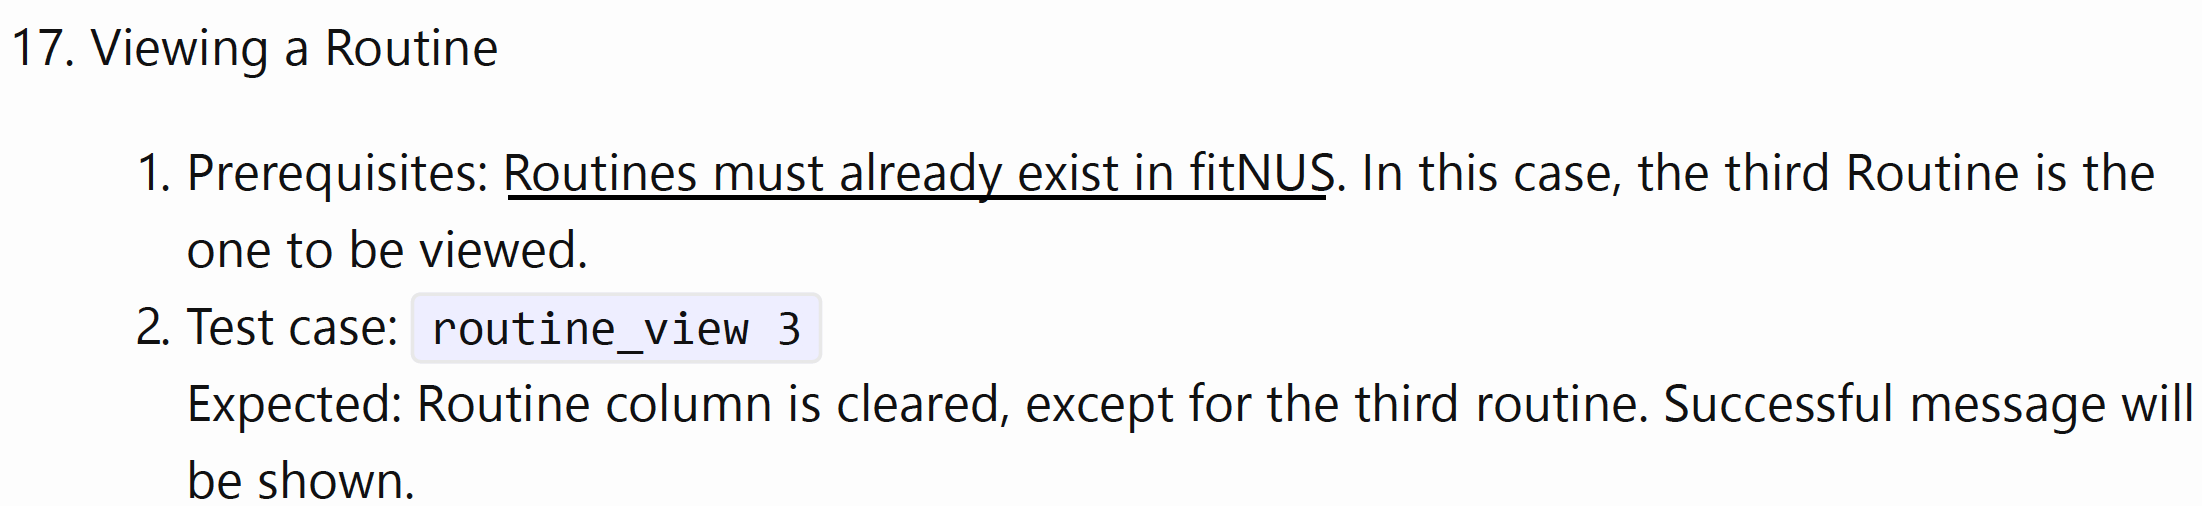 17. Viewing a Routine
1. Prerequisites: Routines must already exist in fitNUS. In this case, the third Routine is the
one to be viewed.
2. Test case: routine_view 3
Expected: Routine column is cleared, except for the third routine. Successful message will
be shown.